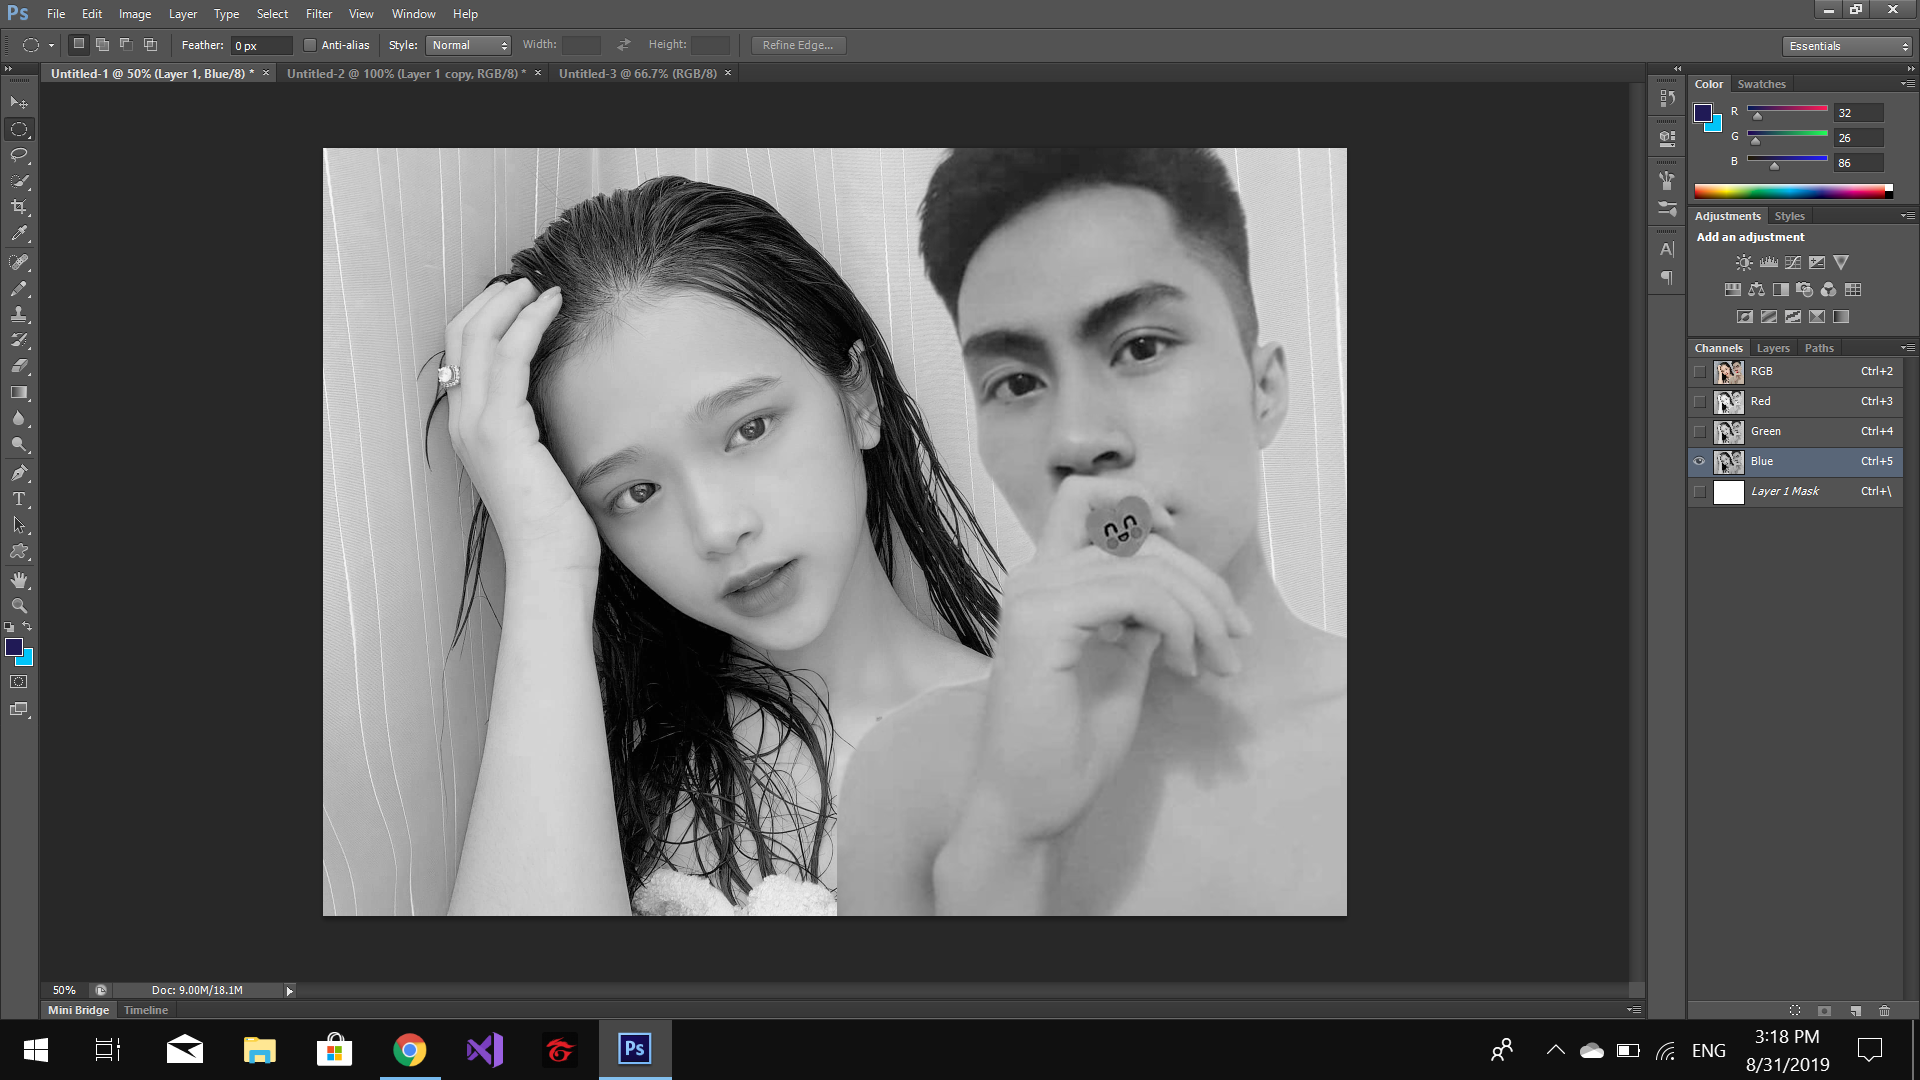 Ps File Edit Image Layer Type Select Filter View Window Help
Feather: 0 px Anti-alias Style: Normal Width: Height: Refine Edge... Essentials
Untitled-1 @ 50% (Layer 1, Blue/8) * × Untitled-2 @ 100% (Layer 1 copy, RGB/8) * × Untitled-3 @ 66.7% (RGB/8) ×
Color Swatches
R 32
G 26
B 86
Adjustments Styles
Add an adjustment
Channels Layers Paths
RGB Ctrl+2
Red Ctrl+3
Green Ctrl+4
Blue Ctrl+5
Layer 1 Mask Ctrl+\
50% Doc: 9.00M/18.1M
Mini Bridge Timeline
Ps
ENG
3:18 PM
8/31/2019